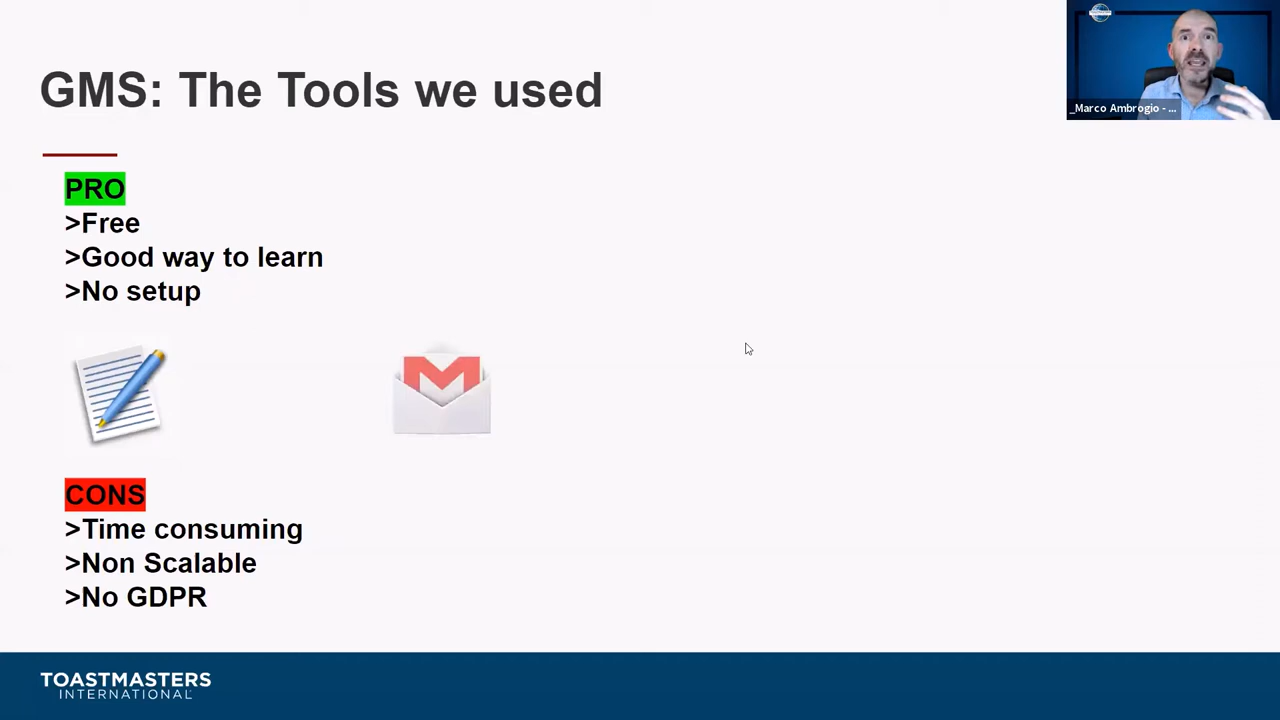 GMS: The Tools we used
_Marco Ambrogio - ...
PRO
>Free
>Good way to learn
>No setup
CONS
>Time consuming
>Non Scalable
>No GDPR
TOASTMASTERS
INTERNATIONAL